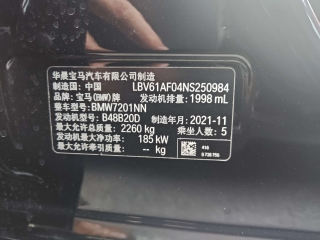 华晨宝马汽车有限公司制造
制造国：中国 LBV61AF04NS250984
品牌：宝马(BMW)牌 发动机排量：1998 mL
整车型号：BMW7201NN
发动机型号：B48B20D 制造年月：2021-11
最大允许总质量：2260 kg 乘坐人数：5
发动机最大净功率：185 kW
最大允许牵引质量：-- kg